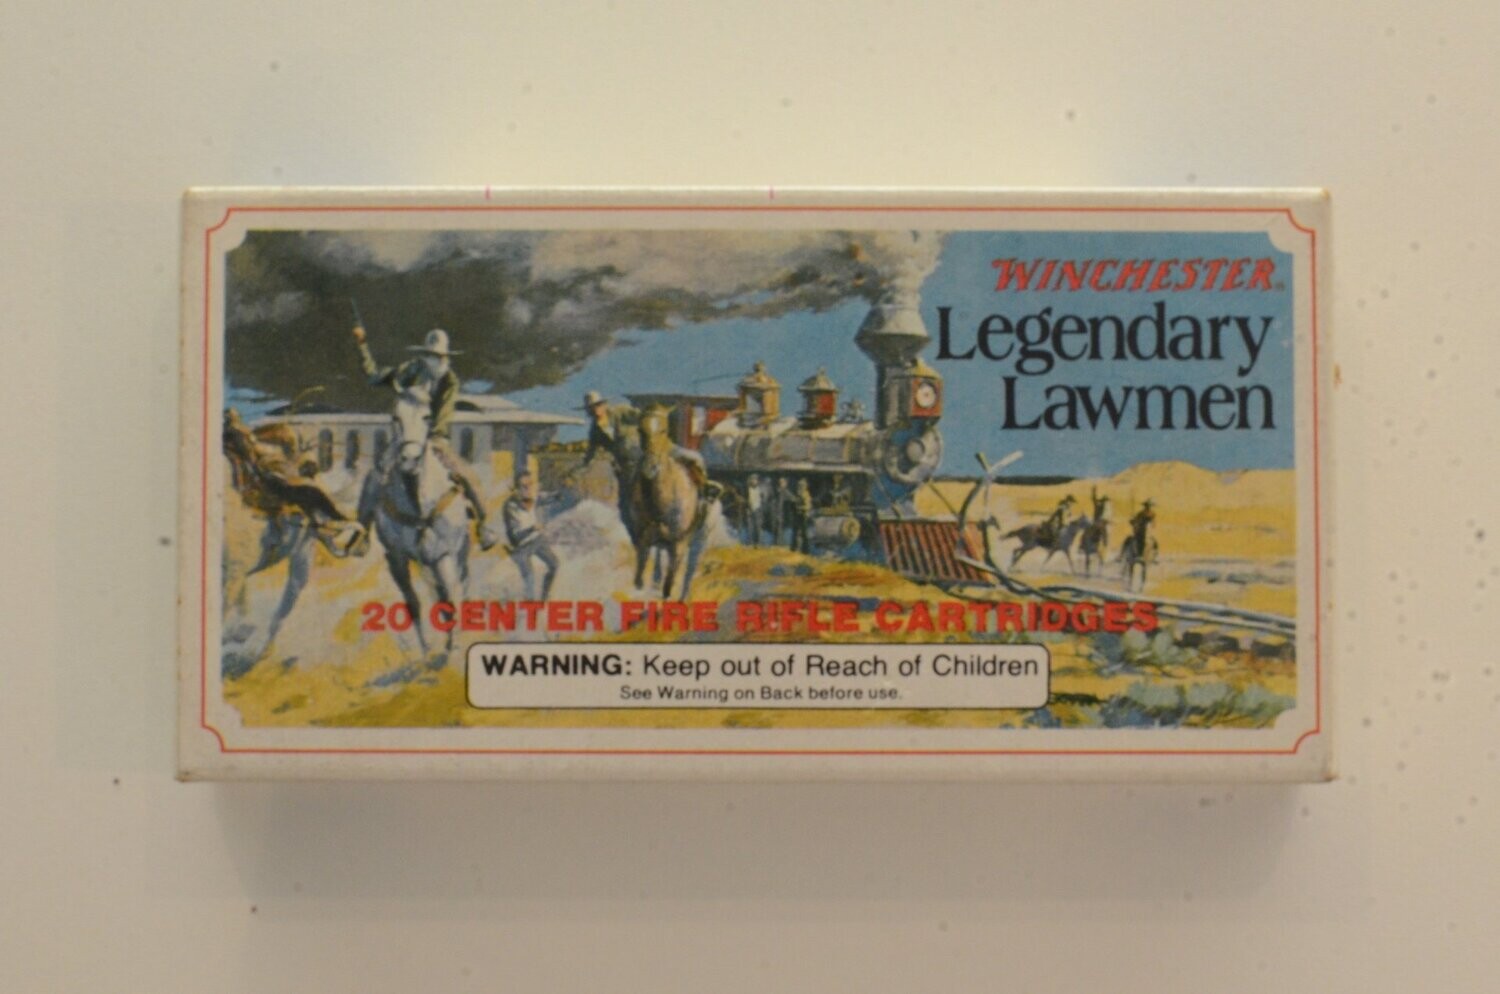 WINCHESTER®
Legendary
Lawmen
20 CENTER FIRE RIFLE CARTRIDGES
WARNING: Keep out of Reach of Children
See Warning on Back before use.